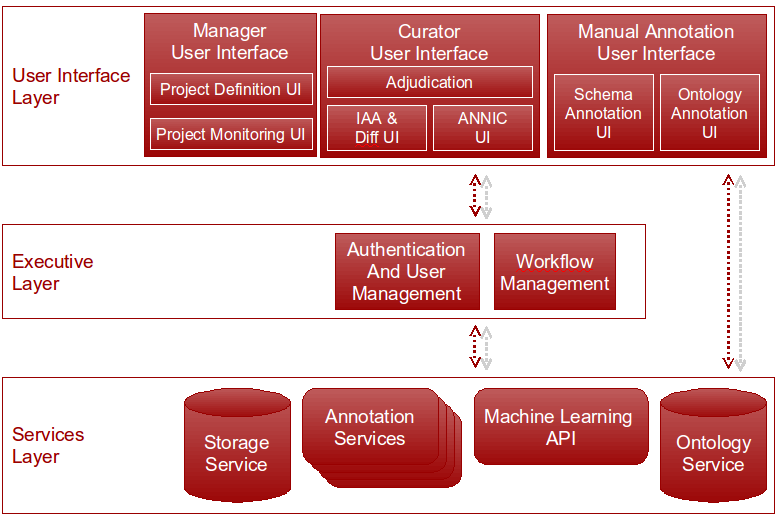 User Interface
Layer
Manager
User Interface
Project Definition UI
Project Monitoring UI
Curator
User Interface
Adjudication
IAA &
Diff UI
ANNIC
UI
Manual Annotation
User Interface
Schema
Annotation
UI
Ontology
Annotation
UI
Executive
Layer
Authentication
And User
Management
Workflow
Management
Services
Layer
Storage
Service
Annotation
Services
Machine Learning
API
Ontology
Service